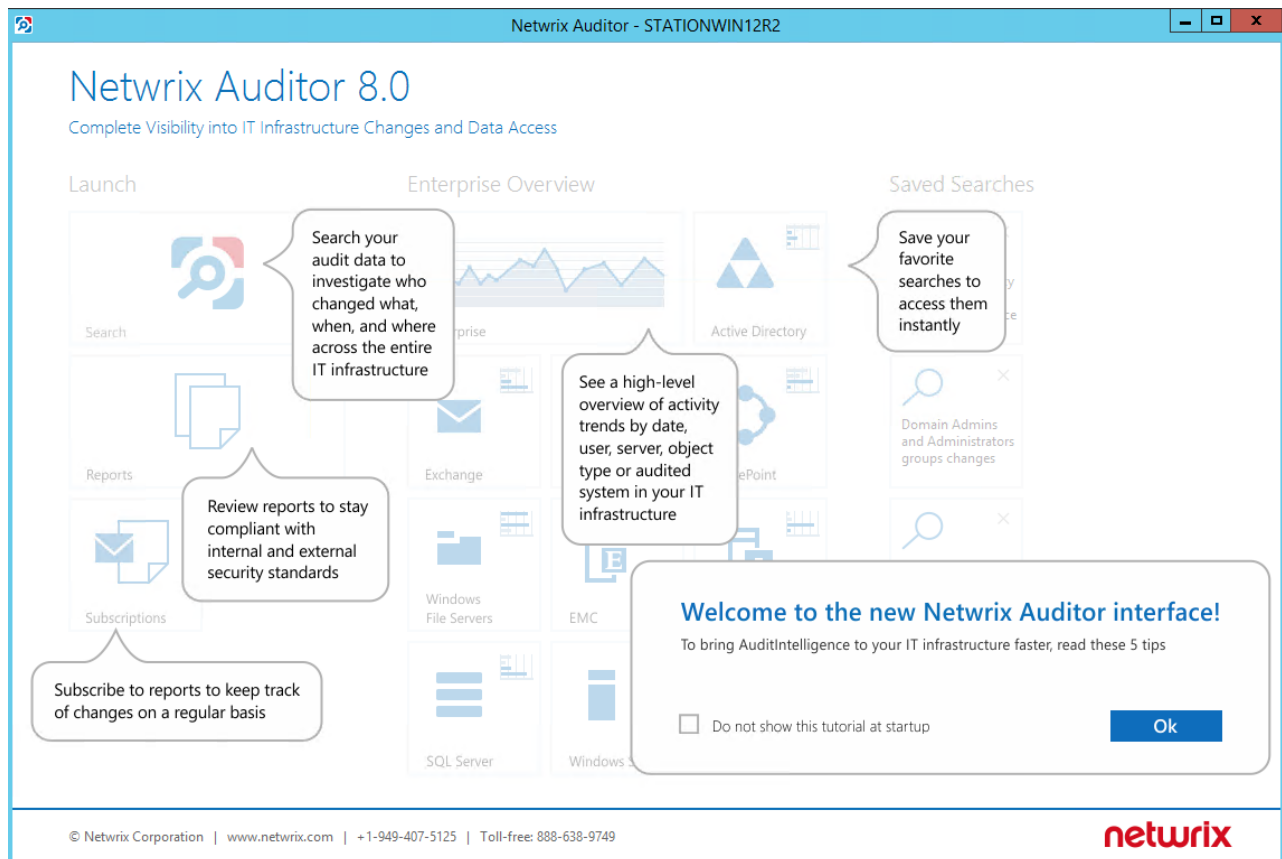 Netwrix Auditor - STATIONWIN12R2
Netwrix Auditor 8.0
Complete Visibility into IT Infrastructure Changes and Data Access
Launch
Enterprise Overview
Saved Searches
Search
Search your
audit data to
investigate who
changed what,
when, and where
across the entire
IT infrastructure
Active Directory
Save your
favorite
searches to
access them
instantly
Reports
Review reports to stay
compliant with
internal and external
security standards
Exchange
See a high-level
overview of activity
trends by date,
user, server, object
type or audited
system in your IT
infrastructure
ePoint
Domain Admins
and Administrators
groups changes
Subscriptions
Subscribe to reports to keep track
of changes on a regular basis
Windows
File Servers
EMC
SQL Server
Windows S
Welcome to the new Netwrix Auditor interface!
To bring AuditIntelligence to your IT infrastructure faster, read these 5 tips
Do not show this tutorial at startup
Ok
© Netwrix Corporation | www.netwrix.com | +1-949-407-5125 | Toll-free: 888-638-9749
netwrix